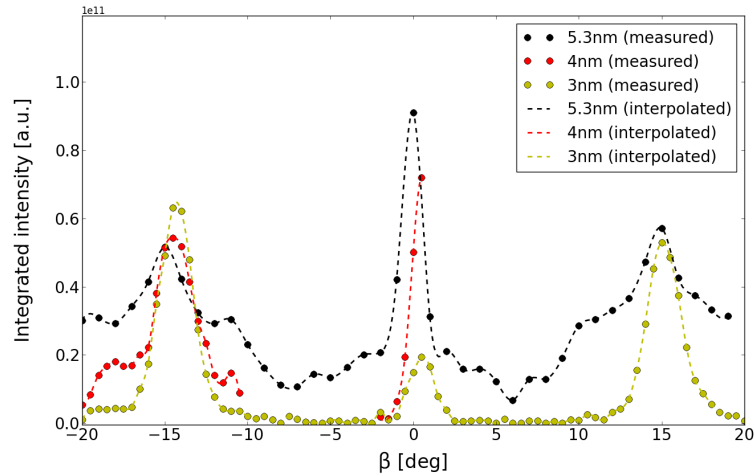 1e11
1.0
0.8
0.6
0.4
0.2
0.0
Integrated intensity [a.u.]
−20 −15 −10 −5 0 5 10 15 20
β [deg]
5.3nm (measured)
4nm (measured)
3nm (measured)
5.3nm (interpolated)
4nm (interpolated)
3nm (interpolated)